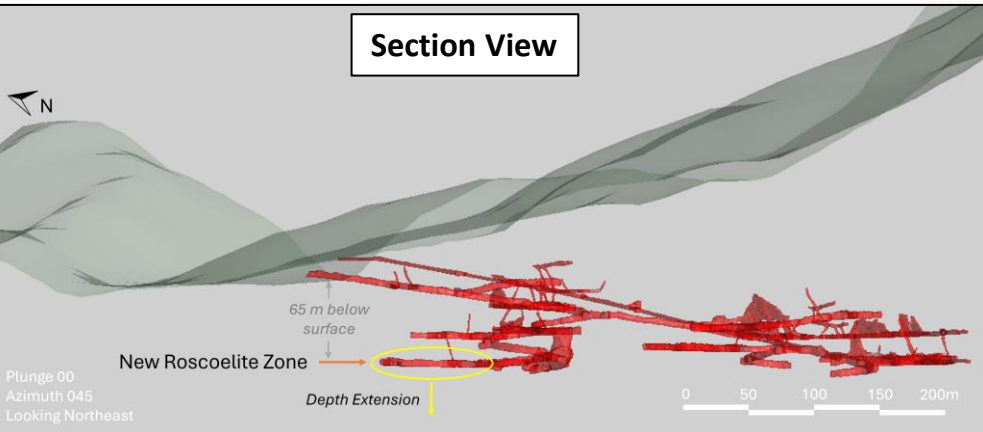 Section View
N
65 m below
surface
New Roscoelite Zone
Depth Extension
Plunge 00
Azimuth 045
Looking Northeast
0 50 100 150 200m